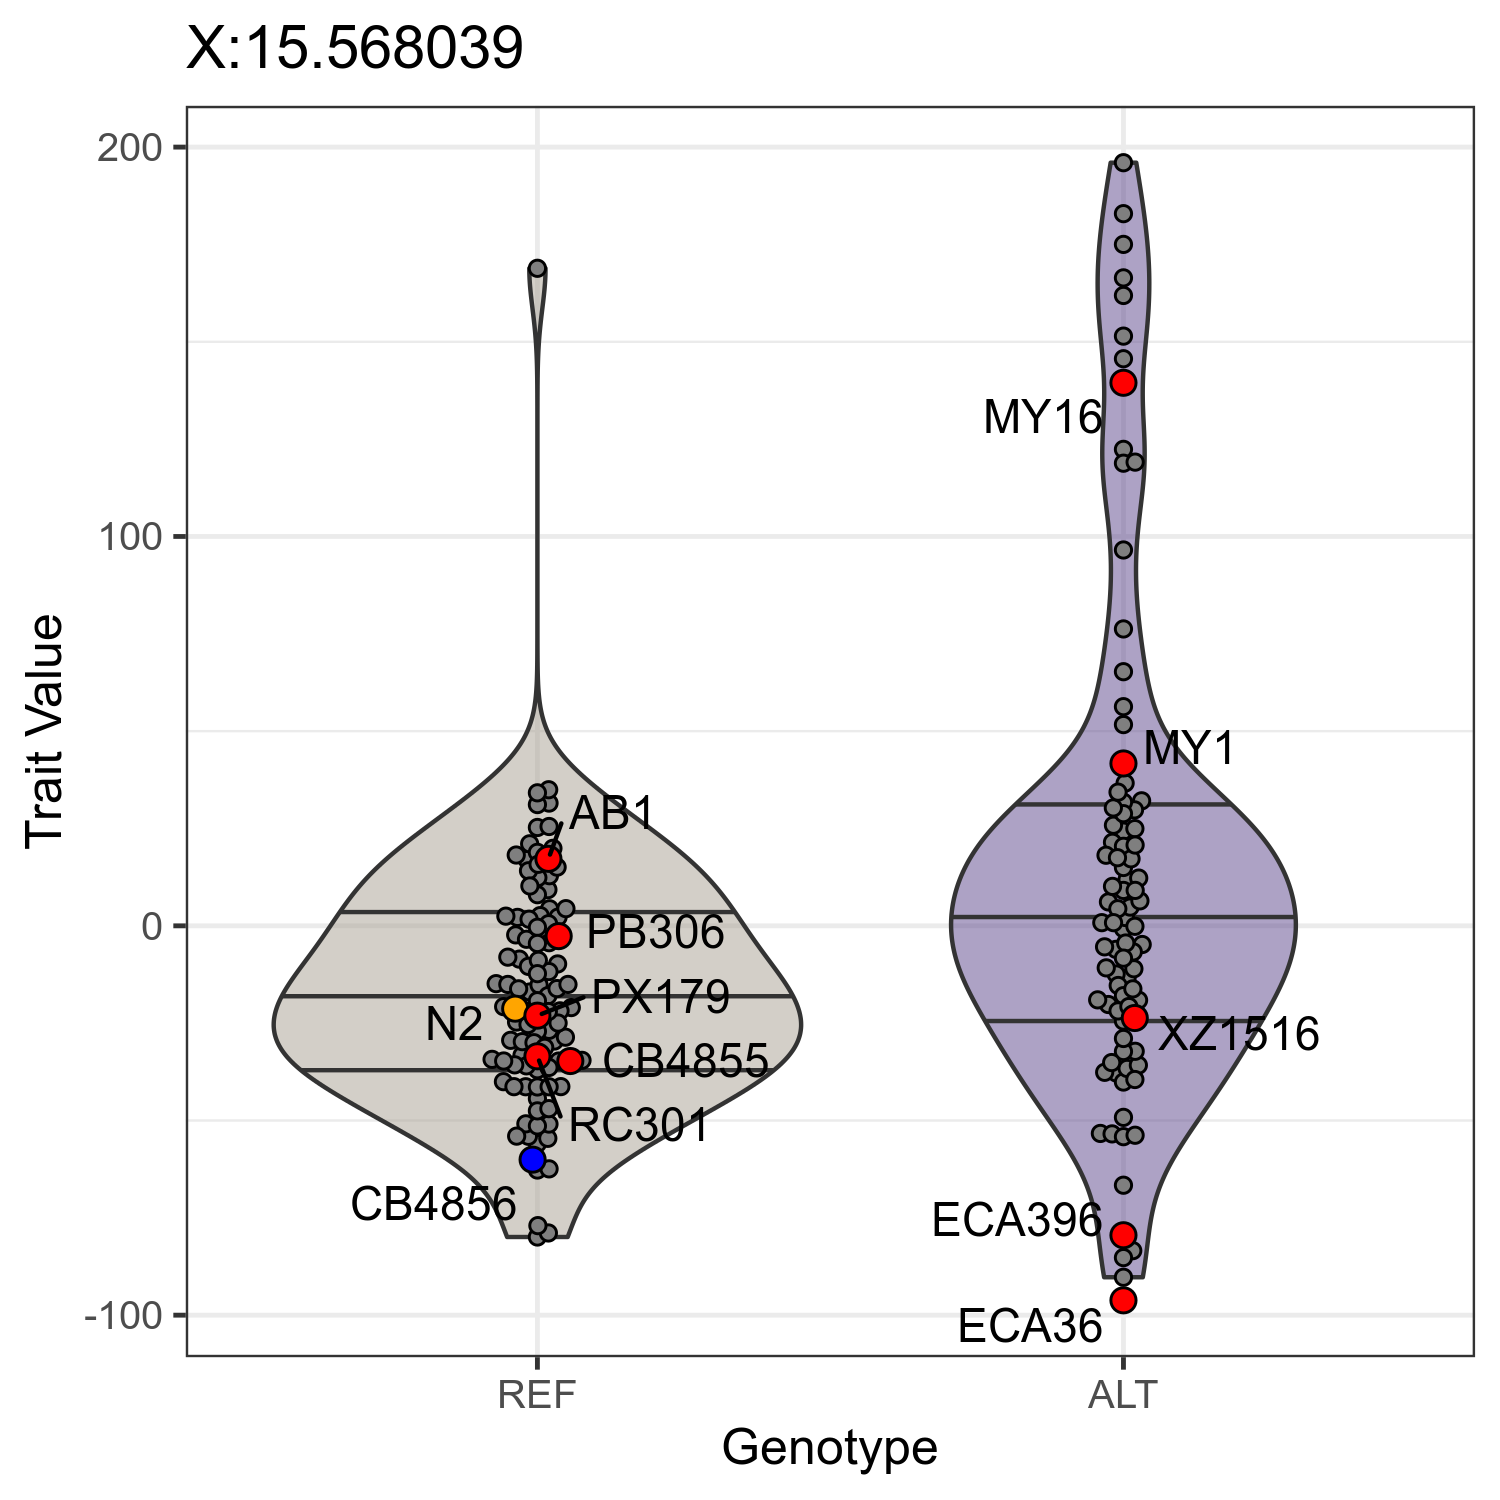 X:15.568039
Trait Value
200
100
0
-100
MY16
MY1
AB1
PB306
PX179
N2
XZ1516
CB4855
RC301
CB4856
ECA396
ECA36
REF
ALT
Genotype